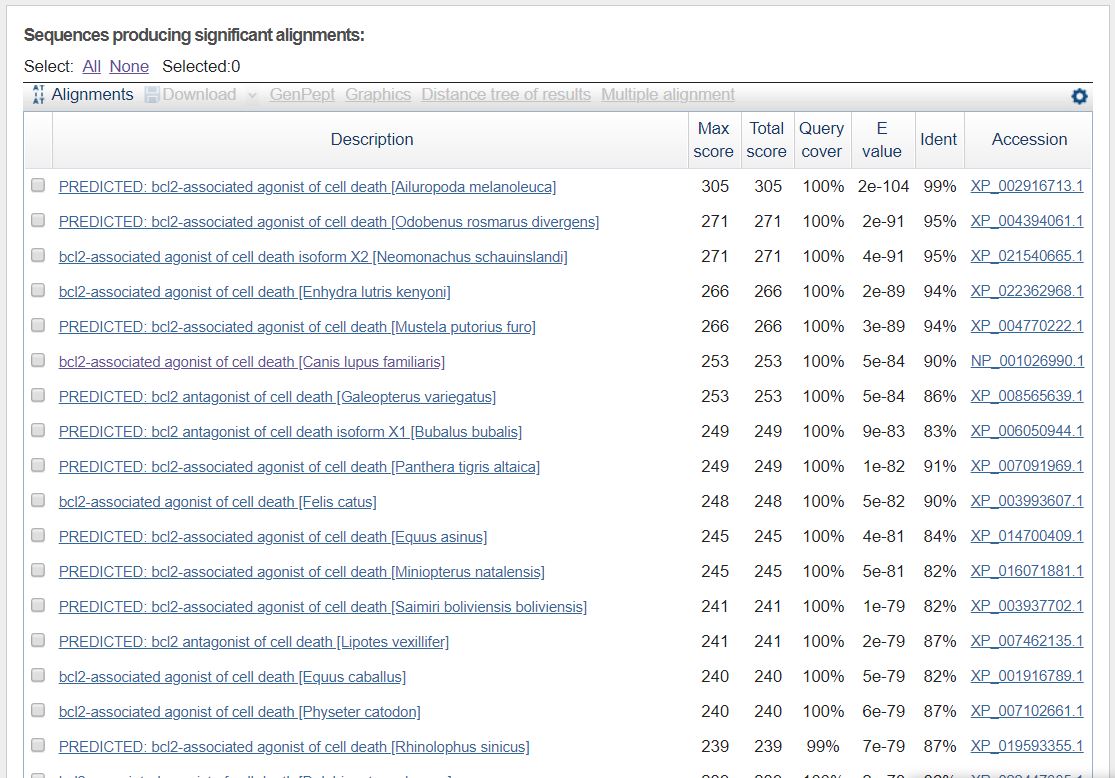 Sequences producing significant alignments:
Select: All None Selected:0
Alignments Download GenPept Graphics Distance tree of results Multiple alignment
Description Max score Total score Query cover E value Ident Accession
PREDICTED: bcl2-associated agonist of cell death [Ailuropoda melanoleuca] 305 305 100% 2e-104 99% XP_002916713.1
PREDICTED: bcl2-associated agonist of cell death [Odobenus rosmarus divergens] 271 271 100% 2e-91 95% XP_004394061.1
bcl2-associated agonist of cell death isoform X2 [Neomonachus schauinslandi] 271 271 100% 4e-91 95% XP_021540665.1
bcl2-associated agonist of cell death [Enhydra lutris kenyoni] 266 266 100% 2e-89 94% XP_022362968.1
PREDICTED: bcl2-associated agonist of cell death [Mustela putorius furo] 266 266 100% 3e-89 94% XP_004770222.1
bcl2-associated agonist of cell death [Canis lupus familiaris] 253 253 100% 5e-84 90% NP_001026990.1
PREDICTED: bcl2 antagonist of cell death [Galeopterus variegatus] 253 253 100% 5e-84 86% XP_008565639.1
PREDICTED: bcl2 antagonist of cell death isoform X1 [Bubalus bubalis] 249 249 100% 9e-83 83% XP_006050944.1
PREDICTED: bcl2-associated agonist of cell death [Panthera tigris altaica] 249 249 100% 1e-82 91% XP_007091969.1
bcl2-associated agonist of cell death [Felis catus] 248 248 100% 5e-82 90% XP_003993607.1
PREDICTED: bcl2-associated agonist of cell death [Equus asinus] 245 245 100% 4e-81 84% XP_014700409.1
PREDICTED: bcl2-associated agonist of cell death [Miniopterus natalensis] 245 245 100% 5e-81 82% XP_016071881.1
PREDICTED: bcl2-associated agonist of cell death [Saimiri boliviensis boliviensis] 241 241 100% 1e-79 82% XP_003937702.1
PREDICTED: bcl2 antagonist of cell death [Lipotes vexillifer] 241 241 100% 2e-79 87% XP_007462135.1
bcl2-associated agonist of cell death [Equus caballus] 240 240 100% 5e-79 82% XP_001916789.1
bcl2-associated agonist of cell death [Physeter catodon] 240 240 100% 6e-79 87% XP_007102661.1
PREDICTED: bcl2-associated agonist of cell death [Rhinolophus sinicus] 239 239 99% 7e-79 87% XP_019593355.1